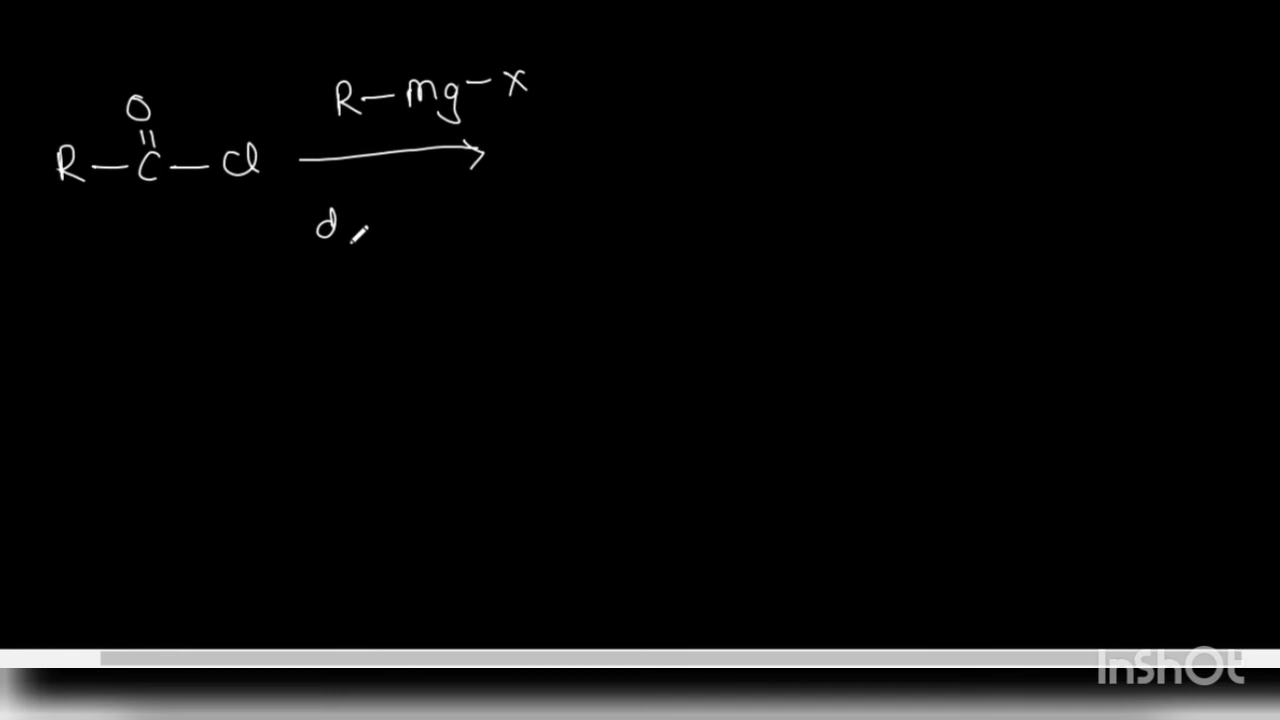 R—Mg—X
O
R—C—Cl
d
InShOt